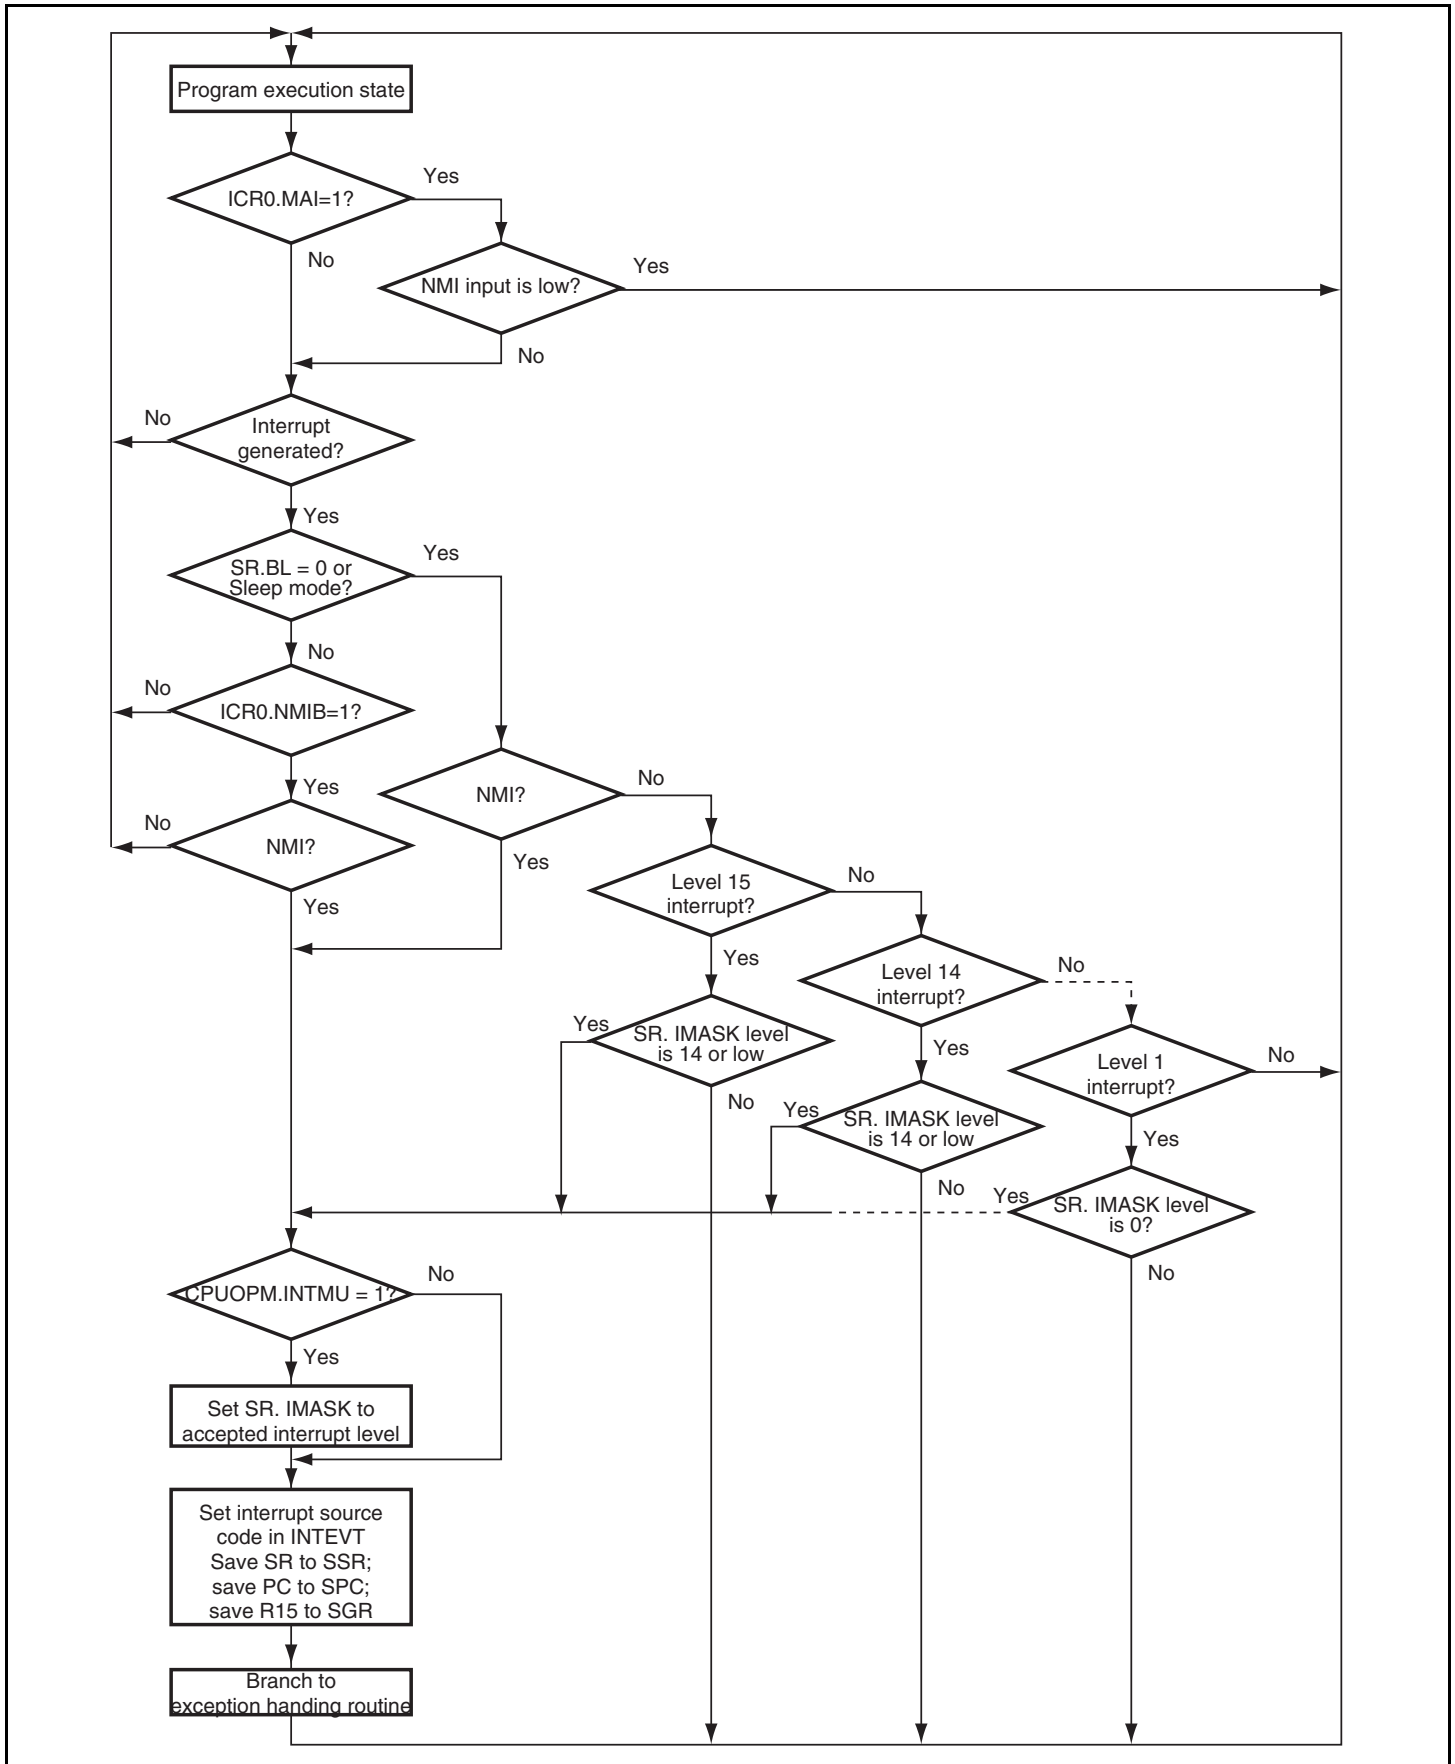 Program execution state
Yes
ICR0.MAI=1?
No
Yes
NMI input is low?
No
No
Interrupt
generated?
Yes
Yes
SR.BL = 0 or
Sleep mode?
No
No
ICR0.NMIB=1?
Yes
No
NMI?
No
NMI?
Yes
Yes
No
Level 15
interrupt?
Yes
No
Level 14
interrupt?
Yes
SR. IMASK level
is 14 or low
No
Yes
No
Level 1
interrupt?
Yes
Yes
SR. IMASK level
is 14 or low
No
Yes
SR. IMASK level
is 0?
No
No
CPUOPM.INTMU = 1?
Yes
Set SR. IMASK to
accepted interrupt level
Set interrupt source
code in INTEVT
Save SR to SSR;
save PC to SPC;
save R15 to SGR
Branch to
exception handing routine